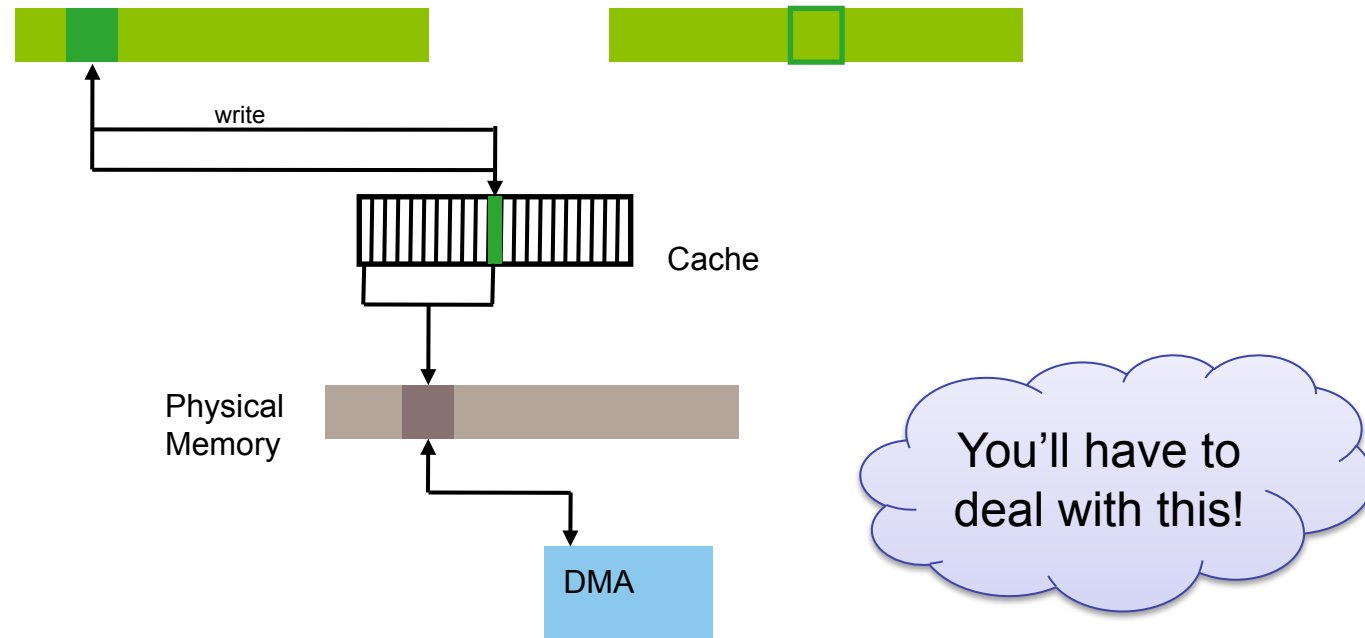 write
Cache
Physical
Memory
You’ll have to
deal with this!
DMA